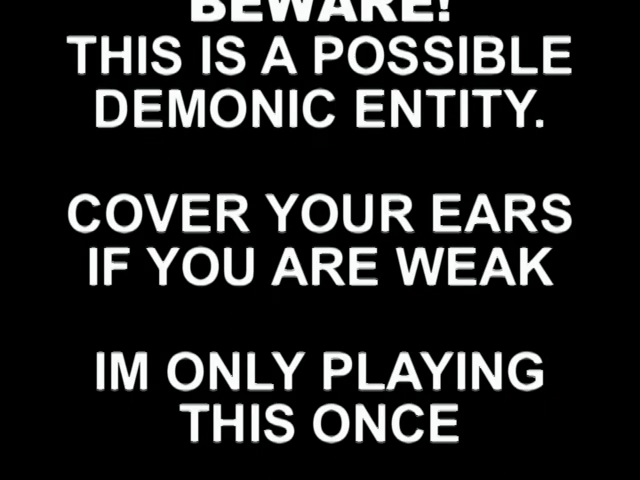 BEWARE!
THIS IS A POSSIBLE
DEMONIC ENTITY.
COVER YOUR EARS
IF YOU ARE WEAK
IM ONLY PLAYING
THIS ONCE